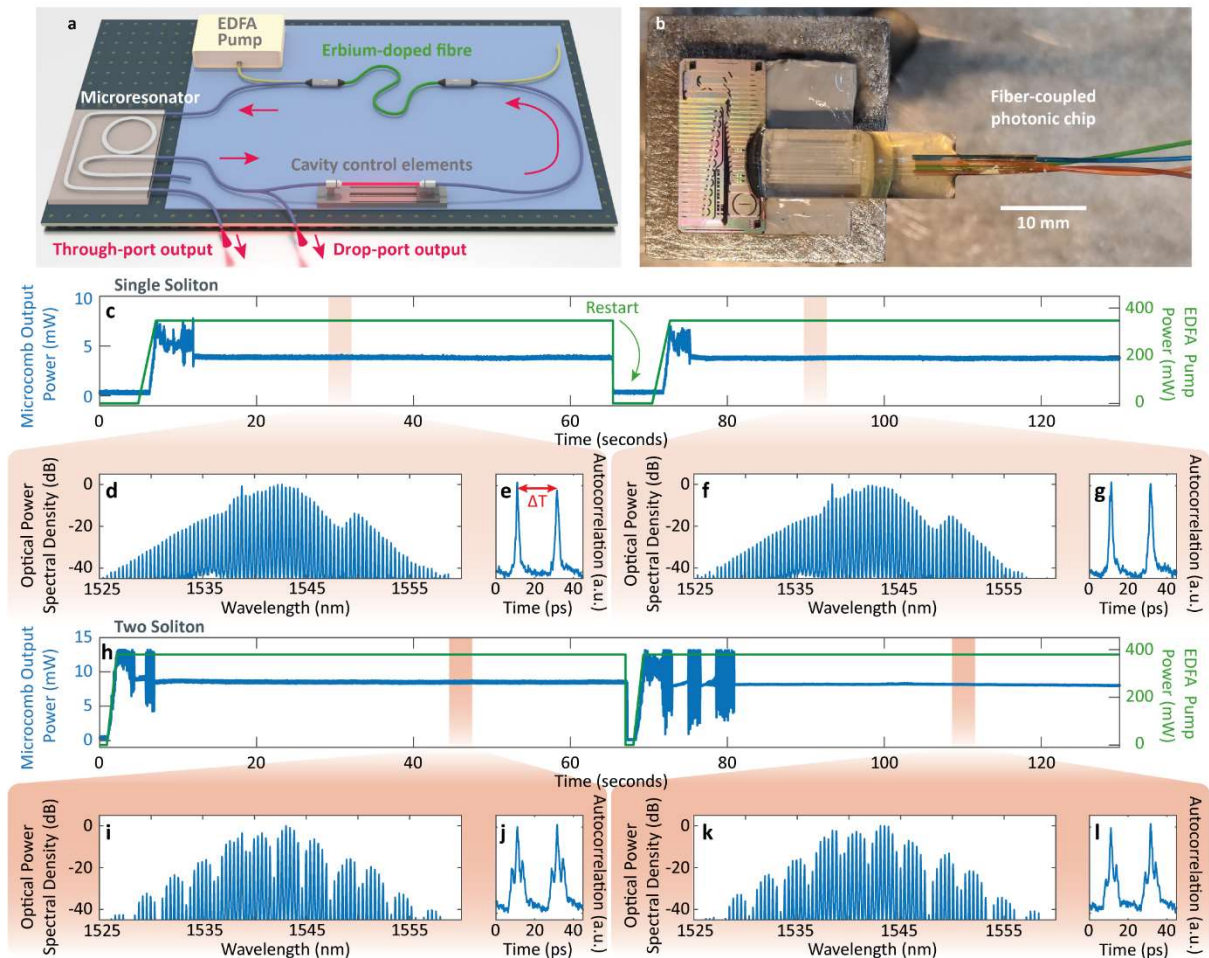 a
EDFA
Pump
Erbium-doped fibre
Microresonator
Cavity control elements
Through-port output
Drop-port output
b
Fiber-coupled
photonic chip
10 mm
Single Soliton
c
Microcomb Output
Power (mW)
10
5
0
Restart
400
200
0
EDFA Pump
Power (mW)
0 20 40 60 80 100 120
Time (seconds)
d
Optical Power
Spectral Density (dB)
0
-20
-40
1525 1535 1545 1555
Wavelength (nm)
e
ΔT
Autocorrelation (a.u.)
0 20 40
Time (ps)
f
Optical Power
Spectral Density (dB)
0
-20
-40
1525 1535 1545 1555
Wavelength (nm)
g
Autocorrelation (a.u.)
0 20 40
Time (ps)
Two Soliton
h
Microcomb Output
Power (mW)
15
10
5
0
400
200
0
EDFA Pump
Power (mW)
0 20 40 60 80 100 120
Time (seconds)
i
Optical Power
Spectral Density (dB)
0
-20
-40
1525 1535 1545 1555
Wavelength (nm)
j
Autocorrelation (a.u.)
0 20 40
Time (ps)
k
Optical Power
Spectral Density (dB)
0
-20
-40
1525 1535 1545 1555
Wavelength (nm)
l
Autocorrelation (a.u.)
0 20 40
Time (ps)